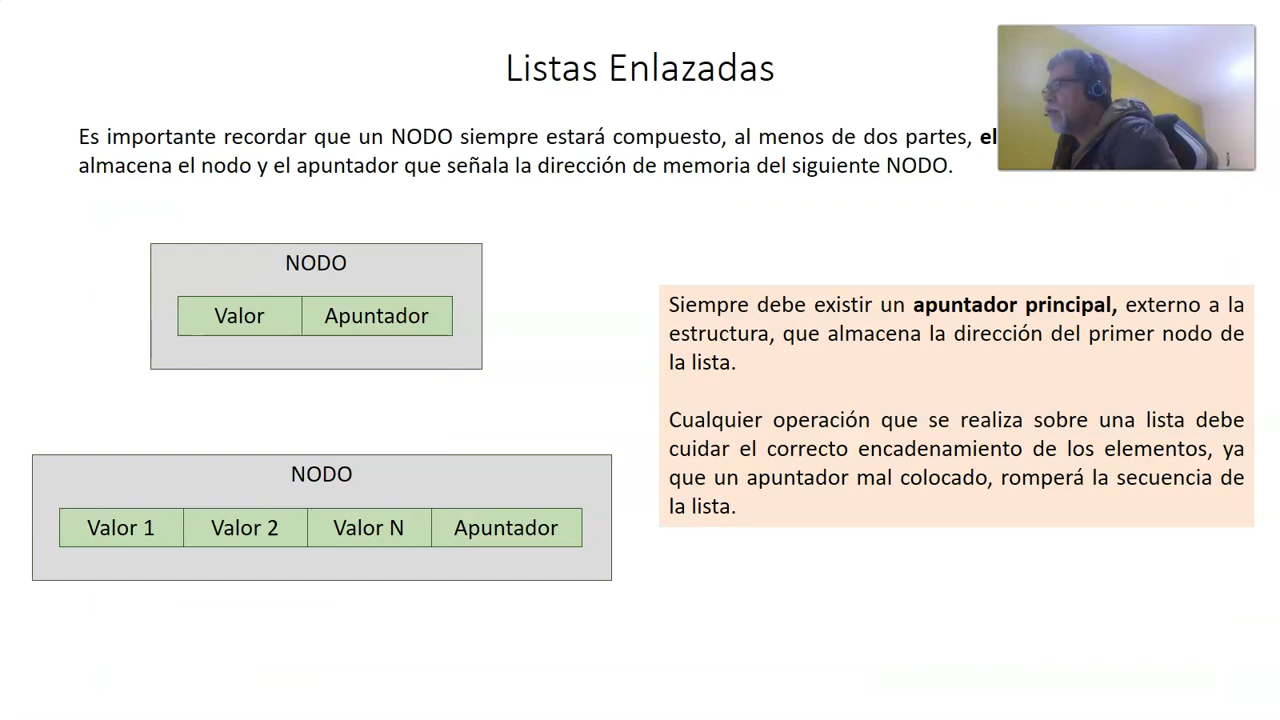 Listas Enlazadas
Es importante recordar que un NODO siempre estará compuesto, al menos de dos partes, el
almacena el nodo y el apuntador que señala la dirección de memoria del siguiente NODO.
NODO
Valor Apuntador
Siempre debe existir un apuntador principal, externo a la
estructura, que almacena la dirección del primer nodo de
la lista.
Cualquier operación que se realiza sobre una lista debe
cuidar el correcto encadenamiento de los elementos, ya
que un apuntador mal colocado, romperá la secuencia de
la lista.
NODO
Valor 1 Valor 2 Valor N Apuntador